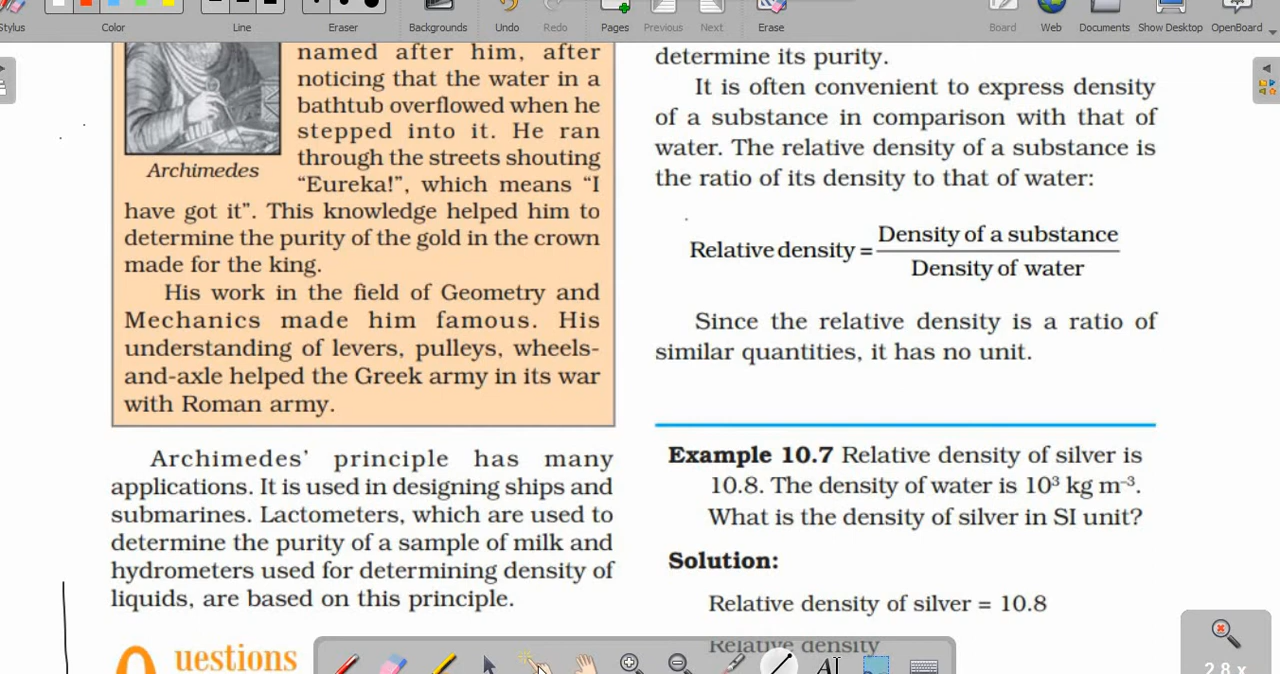 Stylus
Color
Line
Eraser
Backgrounds
Undo
Redo
Pages
Previous
Next
Erase
Board
Web
Documents
Show Desktop
OpenBoard
named after him, after
noticing that the water in a
bathtub overflowed when he
stepped into it. He ran
through the streets shouting
“Eureka!”, which means “I
have got it”. This knowledge helped him to
determine the purity of the gold in the crown
made for the king.
Archimedes
His work in the field of Geometry and
Mechanics made him famous. His
understanding of levers, pulleys, wheels-
and-axle helped the Greek army in its war
with Roman army.
Archimedes’ principle has many
applications. It is used in designing ships and
submarines. Lactometers, which are used to
determine the purity of a sample of milk and
hydrometers used for determining density of
liquids, are based on this principle.
Questions
determine its purity.
It is often convenient to express density
of a substance in comparison with that of
water. The relative density of a substance is
the ratio of its density to that of water:
Relative density = Density of a substance
Density of water
Since the relative density is a ratio of
similar quantities, it has no unit.
Example 10.7 Relative density of silver is
10.8. The density of water is 10³ kg m⁻³.
What is the density of silver in SI unit?
Solution:
Relative density of silver = 10.8
Relative density
2.8 x